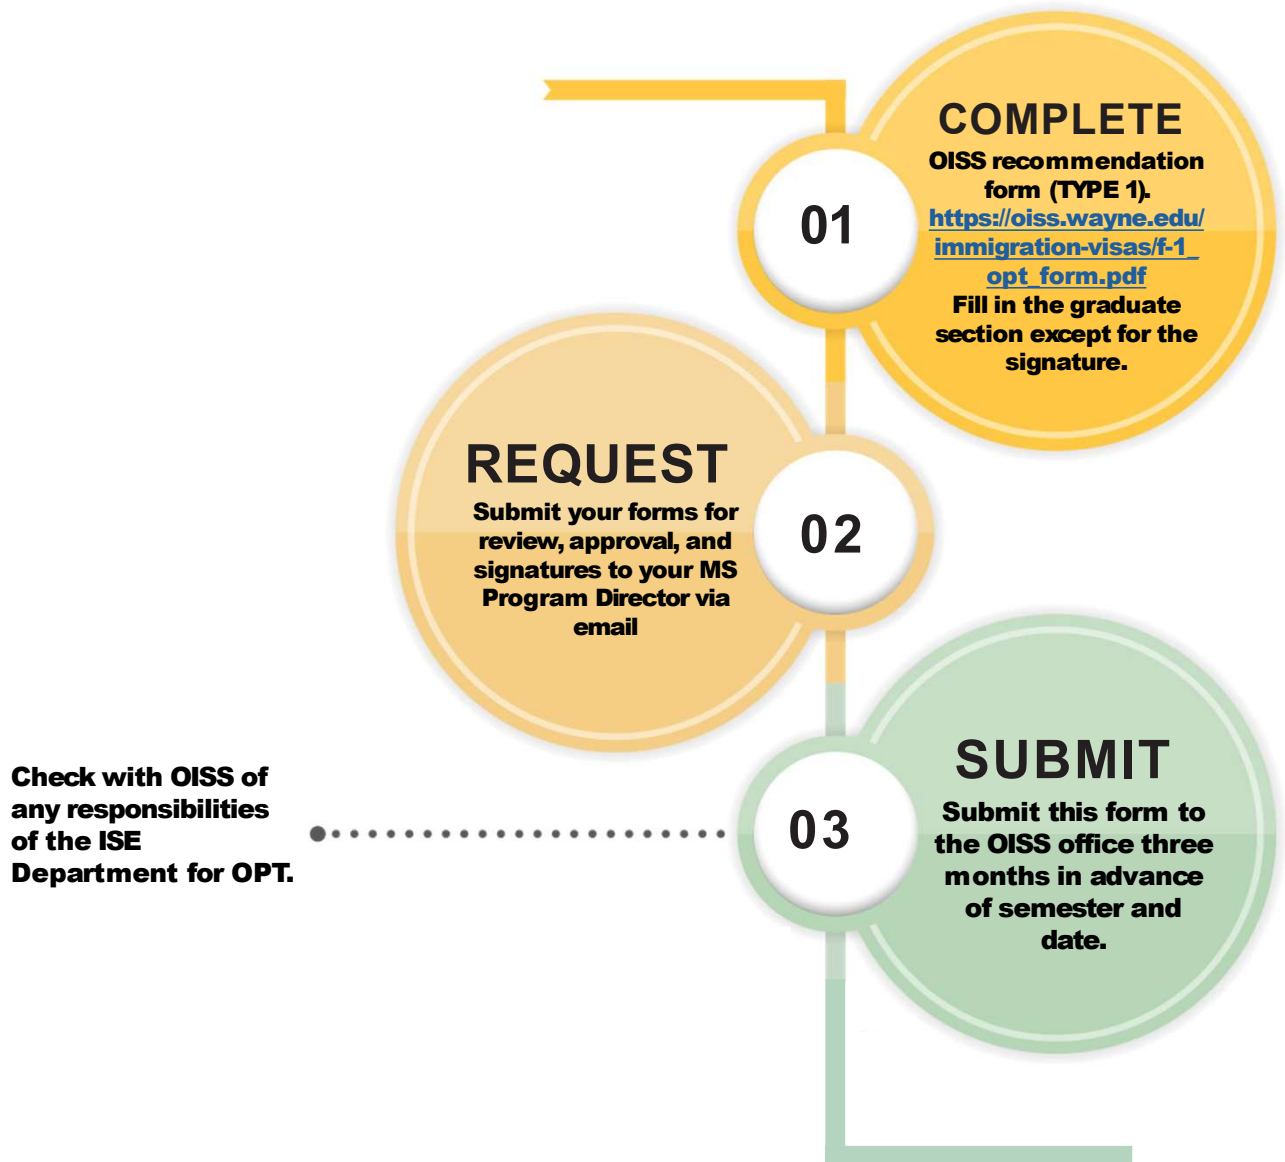 COMPLETE
OISS recommendation
form (TYPE 1).
https://oiss.wayne.edu/
immigration-visas/f-1_
opt_form.pdf
Fill in the graduate
section except for the
signature.
01
REQUEST
Submit your forms for
review, approval, and
signatures to your MS
Program Director via
email
02
SUBMIT
Submit this form to
the OISS office three
months in advance
of semester and
date.
03
Check with OISS of
any responsibilities
of the ISE
Department for OPT.